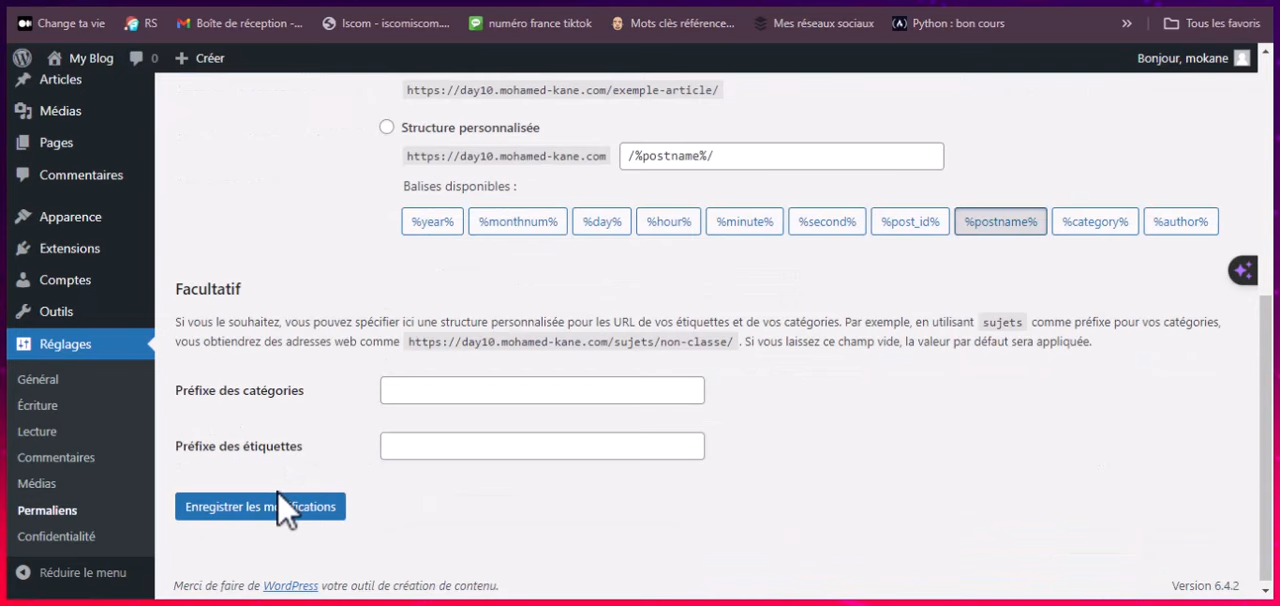 Change ta vie RS Boîte de réception -... Iscom - iscomiscom.... numéro france tiktok Mots clés référence... Mes réseaux sociaux Python : bon cours » Tous les favoris
My Blog 0 + Créer Bonjour, mokane
Articles
Médias
Pages
Commentaires
Apparence
Extensions
Comptes
Outils
Réglages
Général
Écriture
Lecture
Commentaires
Médias
Permaliens
Confidentialité
Réduire le menu
https://day10.mohamed-kane.com/exemple-article/
Structure personnalisée
https://day10.mohamed-kane.com /%postname%/
Balises disponibles :
%year% %monthnum% %day% %hour% %minute% %second% %post_id% %postname% %category% %author%
Facultatif
Si vous le souhaitez, vous pouvez spécifier ici une structure personnalisée pour les URL de vos étiquettes et de vos catégories. Par exemple, en utilisant sujets comme préfixe pour vos catégories,
vous obtiendrez des adresses web comme https://day10.mohamed-kane.com/sujets/non-classe/ . Si vous laissez ce champ vide, la valeur par défaut sera appliquée.
Préfixe des catégories
Préfixe des étiquettes
Enregistrer les modifications
Merci de faire de WordPress votre outil de création de contenu.
Version 6.4.2